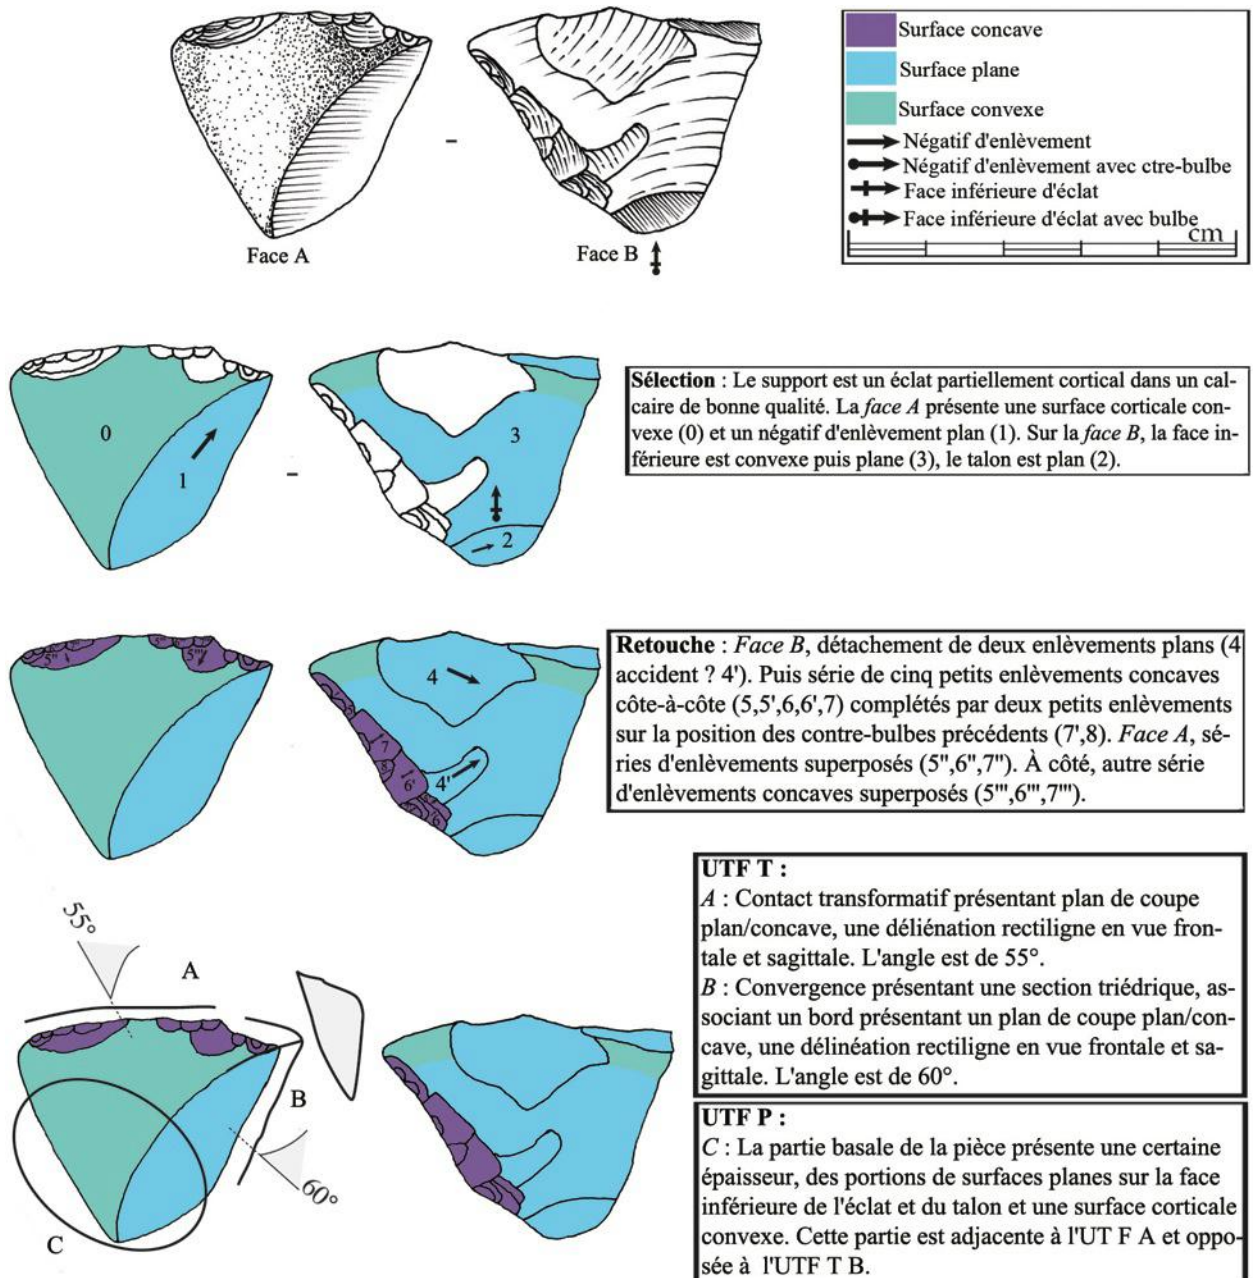 Surface concave
Surface plane
Surface convexe
Négatif d'enlèvement
Négatif d'enlèvement avec ctre-bulbe
Face inférieure d'éclat
Face inférieure d'éclat avec bulbe
cm
Face A
-
Face B
0
1
-
3
2
Sélection : Le support est un éclat partiellement cortical dans un cal-
caire de bonne qualité. La face A présente une surface corticale con-
vexe (0) et un négatif d'enlèvement plan (1). Sur la face B, la face in-
férieure est convexe puis plane (3), le talon est plan (2).
5"
5'''
5'''
4
7
8
6'
4'
6
Retouche : Face B, détachement de deux enlèvements plans (4
accident ? 4'). Puis série de cinq petits enlèvements concaves
côte-à-côte (5,5',6,6',7) complétés par deux petits enlèvements
sur la position des contre-bulbes précédents (7',8). Face A, sé-
ries d'enlèvements superposés (5",6",7"). À côté, autre série
d'enlèvements concaves superposés (5''',6''',7''').
55°
A
B
60°
C
UTF T :
A : Contact transformatif présentant plan de coupe
plan/concave, une déliénation rectiligne en vue fron-
tale et sagittale. L'angle est de 55°.
B : Convergence présentant une section triédrique, as-
sociant un bord présentant un plan de coupe plan/con-
cave, une délinéation rectiligne en vue frontale et sa-
gittale. L'angle est de 60°.
UTF P :
C : La partie basale de la pièce présente une certaine
épaisseur, des portions de surfaces planes sur la face
inférieure de l'éclat et du talon et une surface corticale
convexe. Cette partie est adjacente à l'UT F A et oppo-
sée à l'UTF T B.